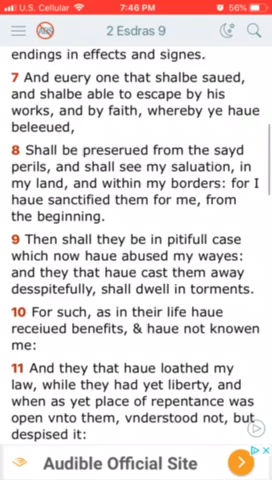 U.S. Cellular
7:46 PM
56%
2 Esdras 9
endings in effects and signes.
7 And euery one that shalbe saued,
and shalbe able to escape by his
works, and by faith, whereby ye haue
beleeued,
8 Shall be preserued from the sayd
perils, and shall see my saluation, in
my land, and within my borders: for I
haue sanctified them for me, from
the beginning.
9 Then shall they be in pitifull case
which now haue abused my wayes:
and they that haue cast them away
desspitefully, shall dwell in torments.
10 For such, as in their life haue
receiued benefits, & haue not knowen
me:
11 And they that haue loathed my
law, while they had yet liberty, and
when as yet place of repentance was
open vnto them, vnderstood not, but
despised it:
Audible Official Site